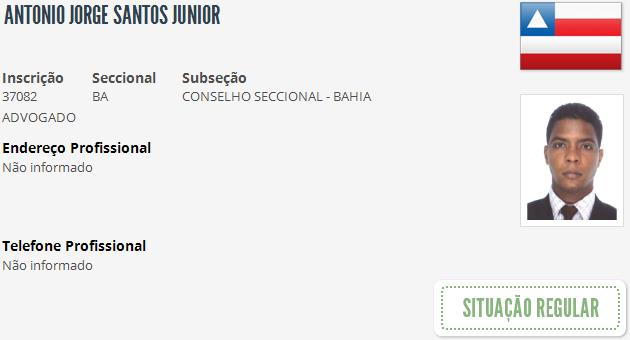 ANTONIO JORGE SANTOS JUNIOR
Inscrição Seccional Subseção
37082 BA CONSELHO SECCIONAL - BAHIA
ADVOGADO
Endereço Profissional
Não informado
Telefone Profissional
Não informado
SITUAÇÃO REGULAR